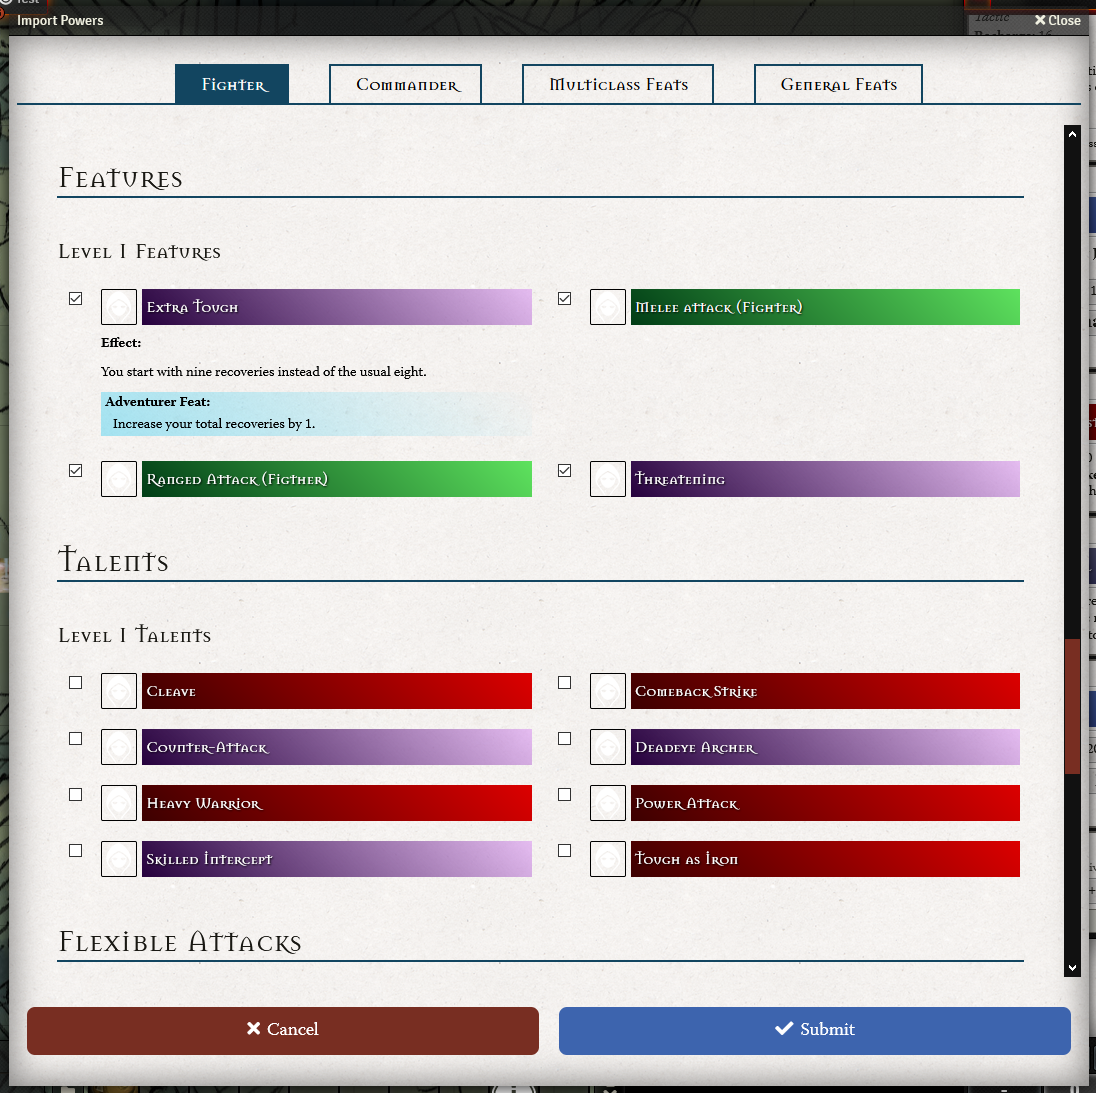 Test
Import Powers
Tactic
Close
Fighter
Commander
Multiclass Feats
General Feats
Features
Level 1 Features
Extra Tough
Melee attack (Fighter)
Effect:
You start with nine recoveries instead of the usual eight.
Adventurer Feat:
Increase your total recoveries by 1.
Ranged Attack (Figther)
Threatening
Talents
Level 1 Talents
Cleave
Comeback Strike
Counter-Attack
Deadeye Archer
Heavy Warrior
Power Attack
Skilled Intercept
Tough as Iron
Flexible Attacks
Cancel
Submit